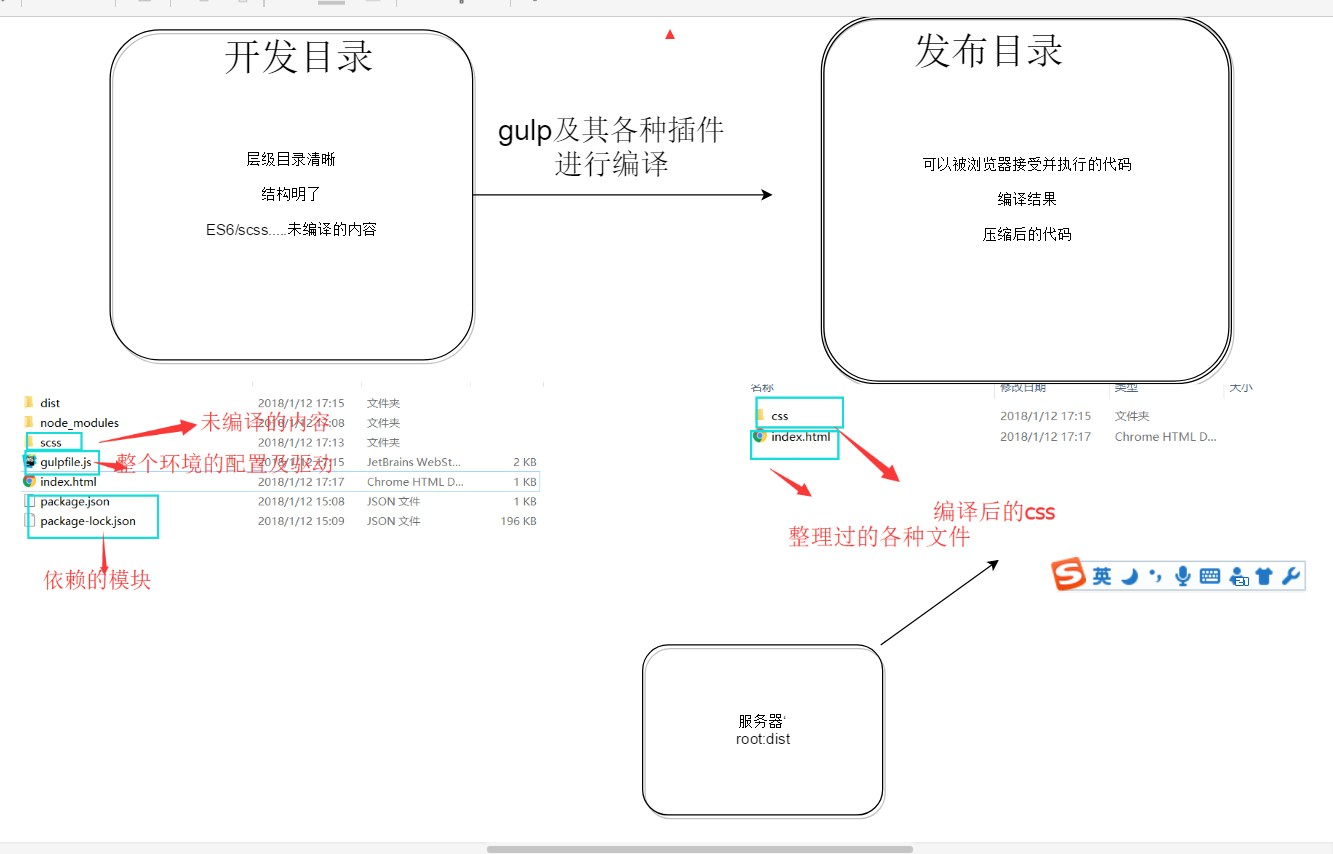 开发目录
层级目录清晰
结构明了
ES6/scss.....未编译的内容
gulp及其各种插件
进行编译
发布目录
可以被浏览器接受并执行的代码
编译结果
压缩后的代码
dist 2018/1/12 17:15 文件夹
node_modules 2018/1/12 17:08 文件夹
未编译的内容
scss 2018/1/12 17:13 文件夹
gulpfile.js 2018/1/12 17:15 JetBrains WebSt... 2 KB
整个环境的配置及驱动
index.html 2018/1/12 17:17 Chrome HTML D... 1 KB
package.json 2018/1/12 15:08 JSON 文件 1 KB
package-lock.json 2018/1/12 15:09 JSON 文件 196 KB
依赖的模块
名称 修改日期 类型 大小
css 2018/1/12 17:15 文件夹
index.html 2018/1/12 17:17 Chrome HTML D...
编译后的css
整理过的各种文件
英
服务器‘
root:dist